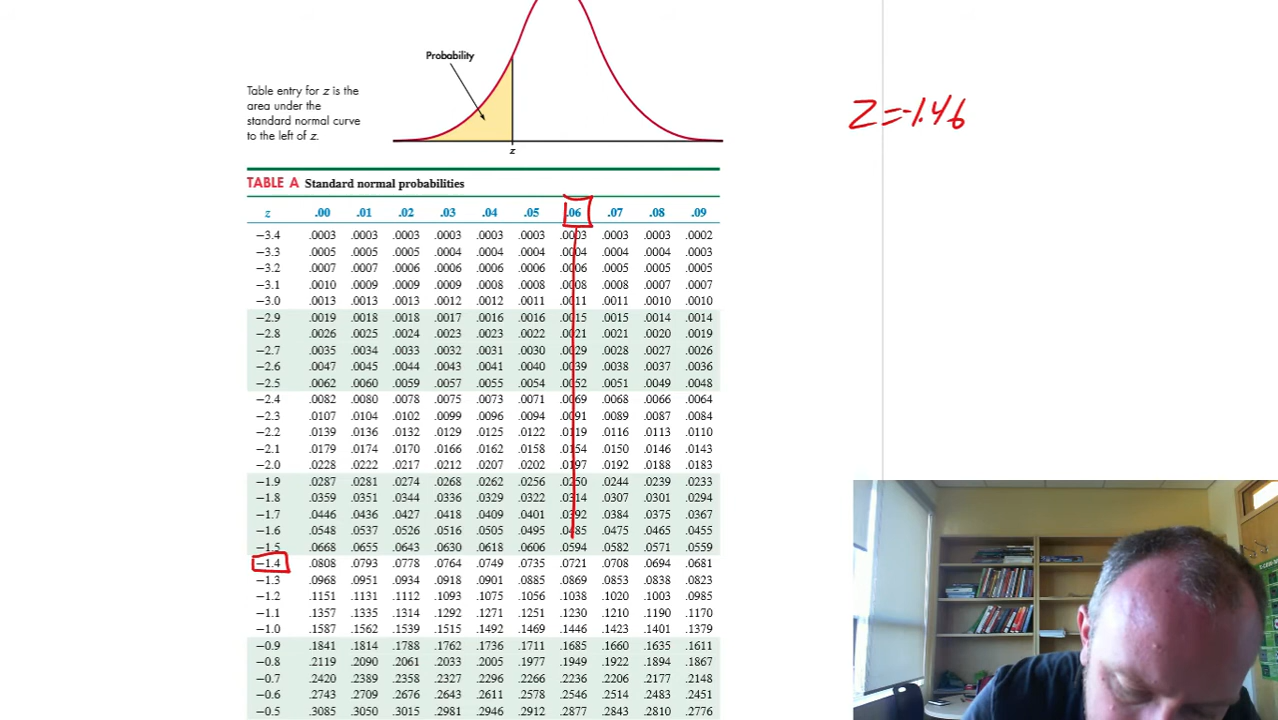 Probability
Table entry for z is the
area under the
standard normal curve
to the left of z.
z
Z=-1.46
TABLE A Standard normal probabilities
z .00 .01 .02 .03 .04 .05 .06 .07 .08 .09
−3.4 .0003 .0003 .0003 .0003 .0003 .0003 .0003 .0003 .0003 .0002
−3.3 .0005 .0005 .0005 .0004 .0004 .0004 .0004 .0004 .0004 .0003
−3.2 .0007 .0007 .0006 .0006 .0006 .0006 .0006 .0005 .0005 .0005
−3.1 .0010 .0009 .0009 .0009 .0008 .0008 .0008 .0008 .0007 .0007
−3.0 .0013 .0013 .0013 .0012 .0012 .0011 .0011 .0011 .0010 .0010
−2.9 .0019 .0018 .0018 .0017 .0016 .0016 .0015 .0015 .0014 .0014
−2.8 .0026 .0025 .0024 .0023 .0023 .0022 .0021 .0021 .0020 .0019
−2.7 .0035 .0034 .0033 .0032 .0031 .0030 .0029 .0028 .0027 .0026
−2.6 .0047 .0045 .0044 .0043 .0041 .0040 .0039 .0038 .0037 .0036
−2.5 .0062 .0060 .0059 .0057 .0055 .0054 .0052 .0051 .0049 .0048
−2.4 .0082 .0080 .0078 .0075 .0073 .0071 .0069 .0068 .0066 .0064
−2.3 .0107 .0104 .0102 .0099 .0096 .0094 .0091 .0089 .0087 .0084
−2.2 .0139 .0136 .0132 .0129 .0125 .0122 .0119 .0116 .0113 .0110
−2.1 .0179 .0174 .0170 .0166 .0162 .0158 .0154 .0150 .0146 .0143
−2.0 .0228 .0222 .0217 .0212 .0207 .0202 .0197 .0192 .0188 .0183
−1.9 .0287 .0281 .0274 .0268 .0262 .0256 .0250 .0244 .0239 .0233
−1.8 .0359 .0351 .0344 .0336 .0329 .0322 .0314 .0307 .0301 .0294
−1.7 .0446 .0436 .0427 .0418 .0409 .0401 .0392 .0384 .0375 .0367
−1.6 .0548 .0537 .0526 .0516 .0505 .0495 .0485 .0475 .0465 .0455
−1.5 .0668 .0655 .0643 .0630 .0618 .0606 .0594 .0582 .0571 .0559
−1.4 .0808 .0793 .0778 .0764 .0749 .0735 .0721 .0708 .0694 .0681
−1.3 .0968 .0951 .0934 .0918 .0901 .0885 .0869 .0853 .0838 .0823
−1.2 .1151 .1131 .1112 .1093 .1075 .1056 .1038 .1020 .1003 .0985
−1.1 .1357 .1335 .1314 .1292 .1271 .1251 .1230 .1210 .1190 .1170
−1.0 .1587 .1562 .1539 .1515 .1492 .1469 .1446 .1423 .1401 .1379
−0.9 .1841 .1814 .1788 .1762 .1736 .1711 .1685 .1660 .1635 .1611
−0.8 .2119 .2090 .2061 .2033 .2005 .1977 .1949 .1922 .1894 .1867
−0.7 .2420 .2389 .2358 .2327 .2296 .2266 .2236 .2206 .2177 .2148
−0.6 .2743 .2709 .2676 .2643 .2611 .2578 .2546 .2514 .2483 .2451
−0.5 .3085 .3050 .3015 .2981 .2946 .2912 .2877 .2843 .2810 .2776